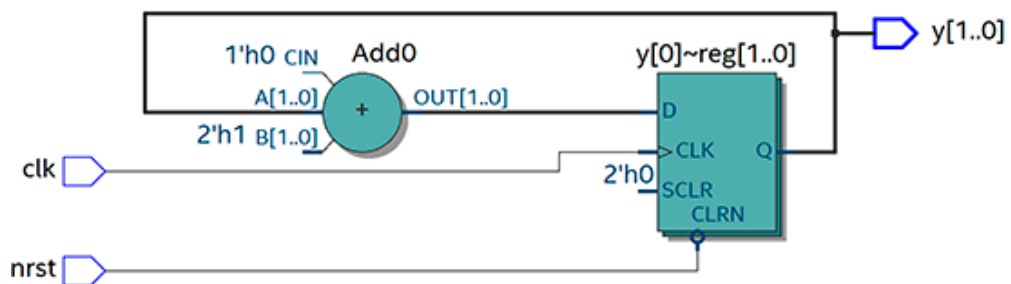 y[1..0]
1'h0 CIN
Add0
y[0]~reg[1..0]
A[1..0]
+
OUT[1..0]
D
2'h1 B[1..0]
clk
CLK
Q
2'h0
SCLR
CLRN
nrst